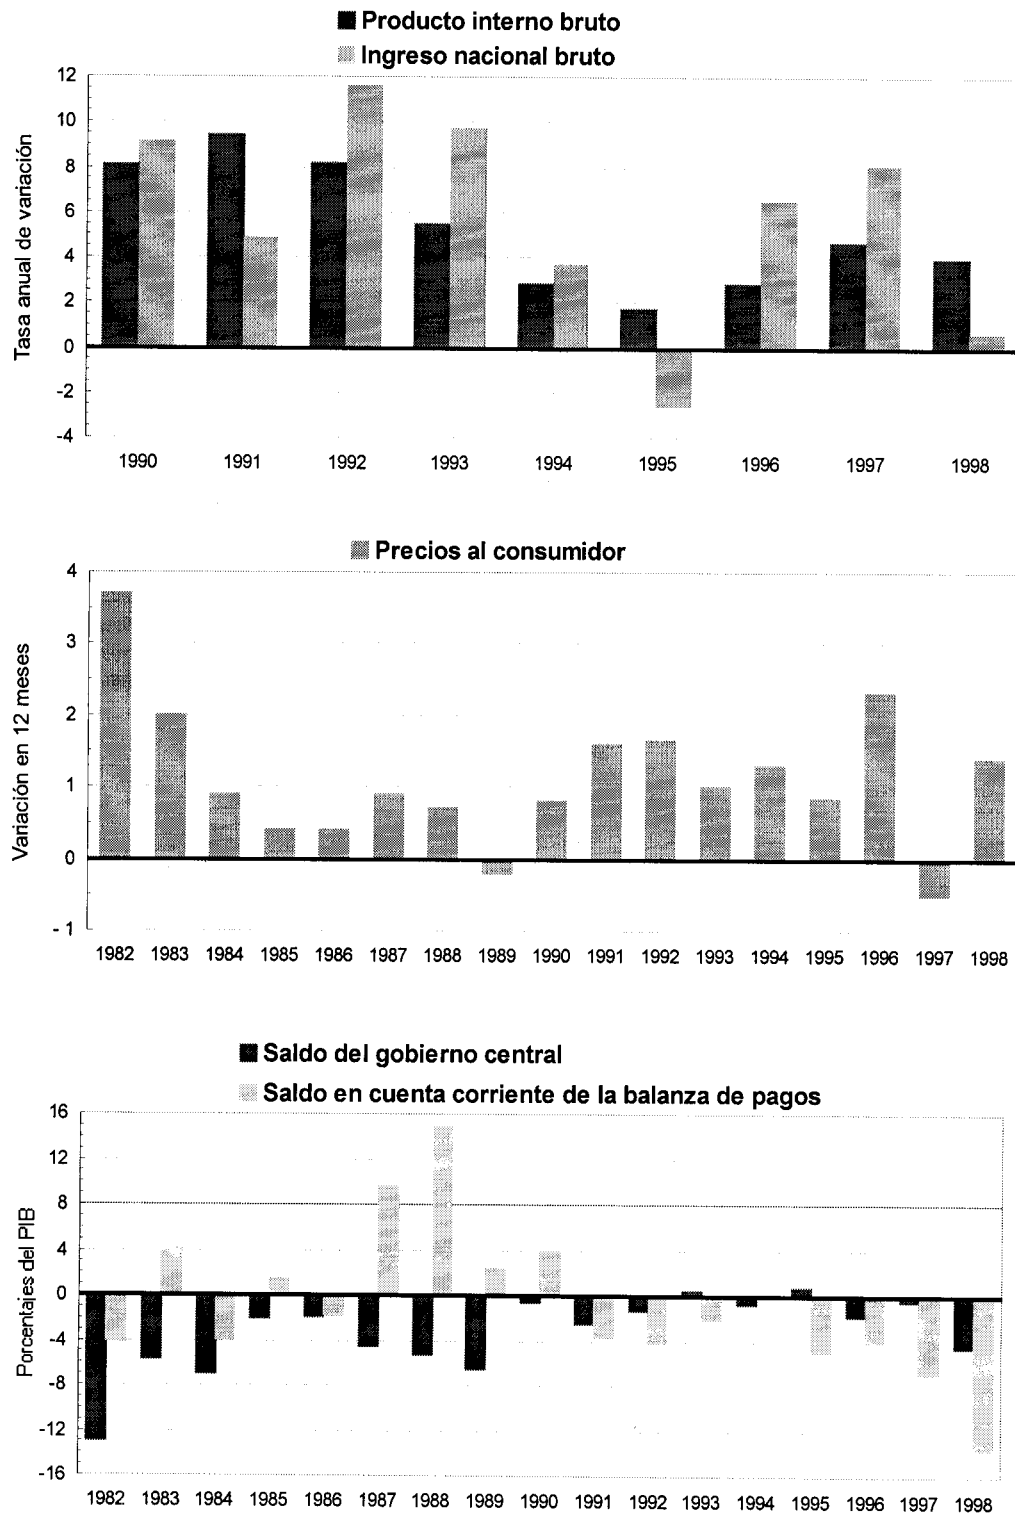 Producto interno bruto
Ingreso nacional bruto
Tasa anual de variación
12
10
8
6
4
2
0
-2
-4
1990 1991 1992 1993 1994 1995 1996 1997 1998
Precios al consumidor
Variación en 12 meses
4
3
2
1
0
- 1
1982 1983 1984 1985 1986 1987 1988 1989 1990 1991 1992 1993 1994 1995 1996 1997 1998
Saldo del gobierno central
Saldo en cuenta corriente de la balanza de pagos
Porcentajes del PIB
16
12
8
4
0
-4
-8
-12
-16
1982 1983 1984 1985 1986 1987 1988 1989 1990 1991 1992 1993 1994 1995 1996 1997 1998